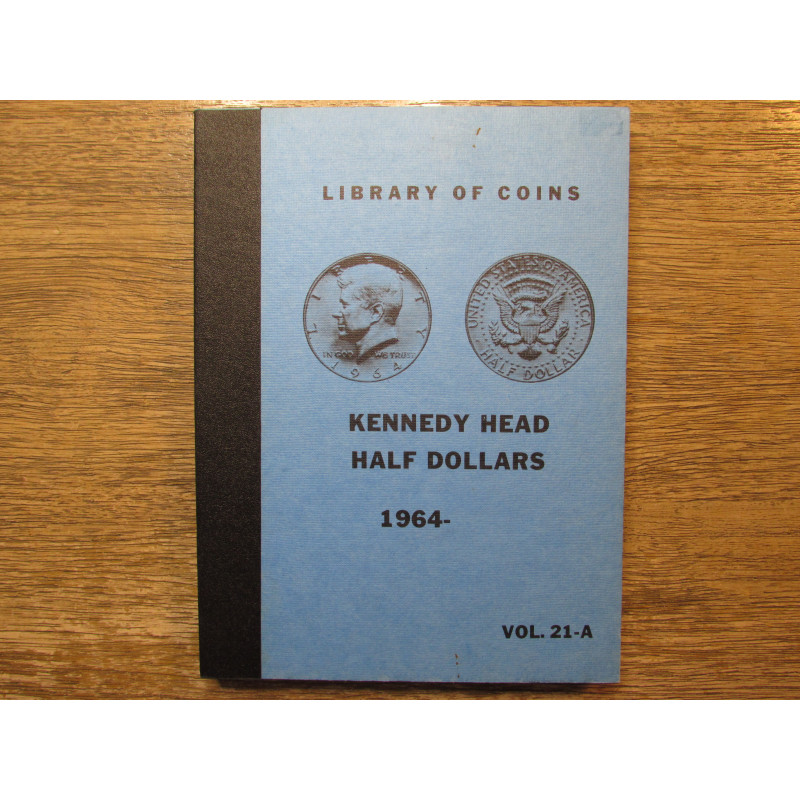 LIBRARY OF COINS
LIBERTY
IN GOD WE TRUST
1964
UNITED STATES OF AMERICA
HALF DOLLAR
KENNEDY HEAD
HALF DOLLARS
1964-
VOL. 21-A